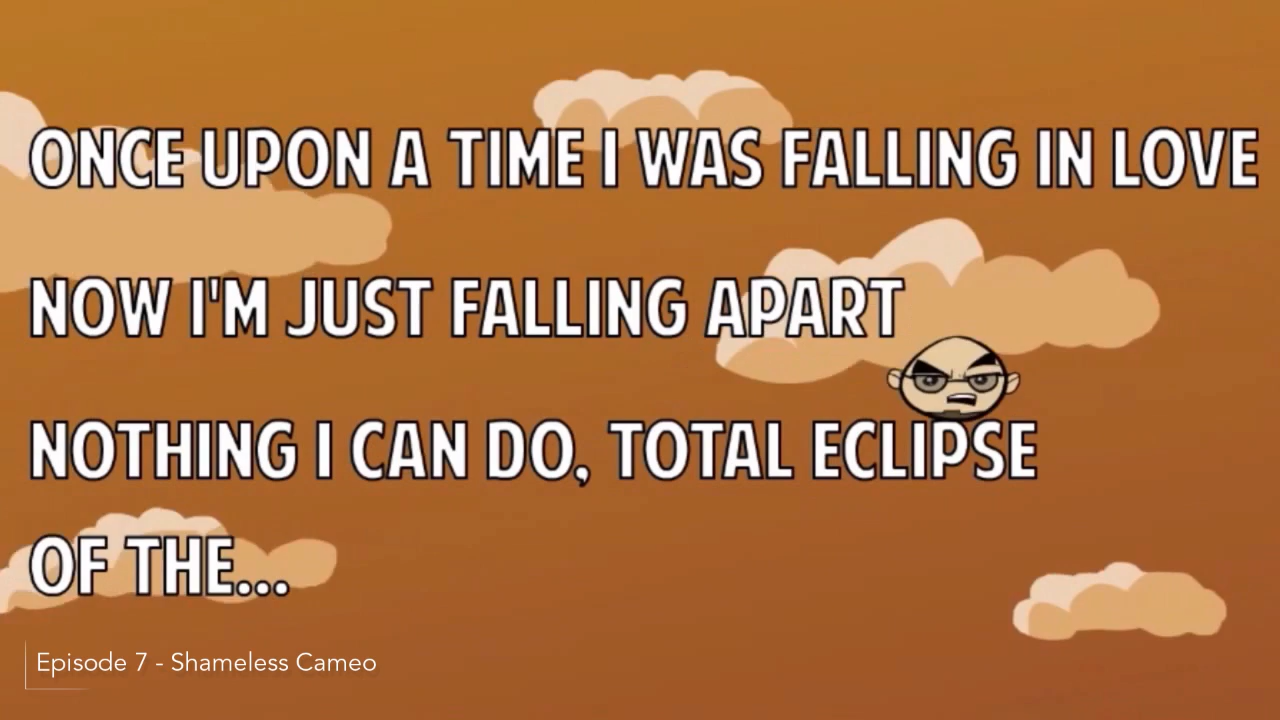 ONCE UPON A TIME I WAS FALLING IN LOVE
NOW I'M JUST FALLING APART
NOTHING I CAN DO, TOTAL ECLIPSE
OF THE...
Episode 7 - Shameless Cameo